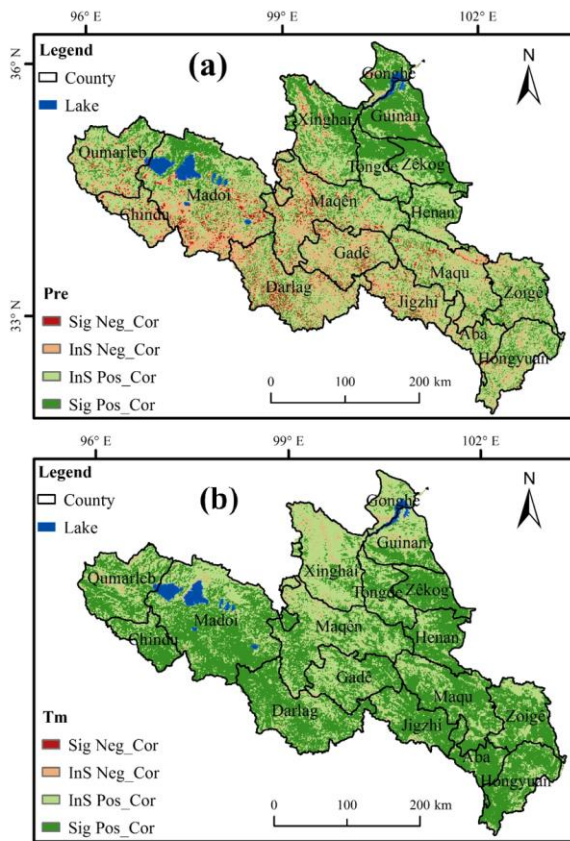 96° E 99° E 102° E
36° N
(a)
N
Legend
County
Lake
Gonghe
Guinan
Xinghai
Qumarleb
Tongde
Zêkog
Madoi
Chindu
Maqên
Henan
Gadê
Maqu
Darlag
Jigzhi
Zoigê
Aba
Hongyuan
33° N
Pre
Sig Neg_Cor
InS Neg_Cor
InS Pos_Cor
Sig Pos_Cor
0 100 200 km
96° E 99° E 102° E
Legend
County
Lake
(b)
N
Gonghe
Guinan
Xinghai
Qumarleb
Tongde
Zêkog
Madoi
Chindu
Maqên
Henan
Gadê
Maqu
Darlag
Jigzhi
Zoigê
Aba
Hongyuan
Tm
Sig Neg_Cor
InS Neg_Cor
InS Pos_Cor
Sig Pos_Cor
0 100 200 km